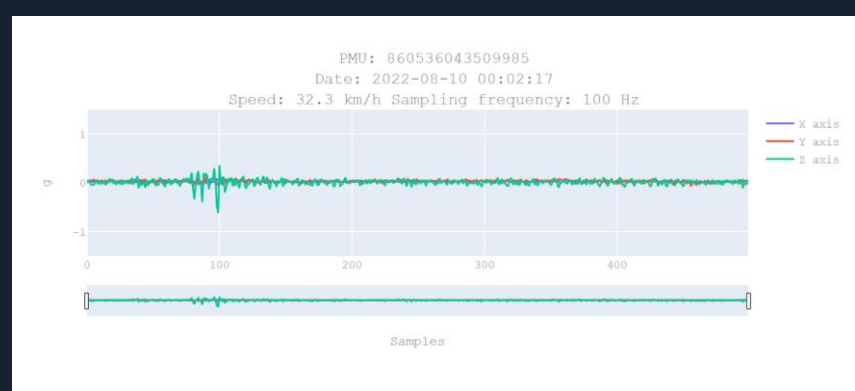 PMU: 860536043509985
Date: 2022-08-10 00:02:17
Speed: 32.3 km/h Sampling frequency: 100 Hz
X axis
Y axis
Z axis
g
1
0
-1
0 100 200 300 400
Samples